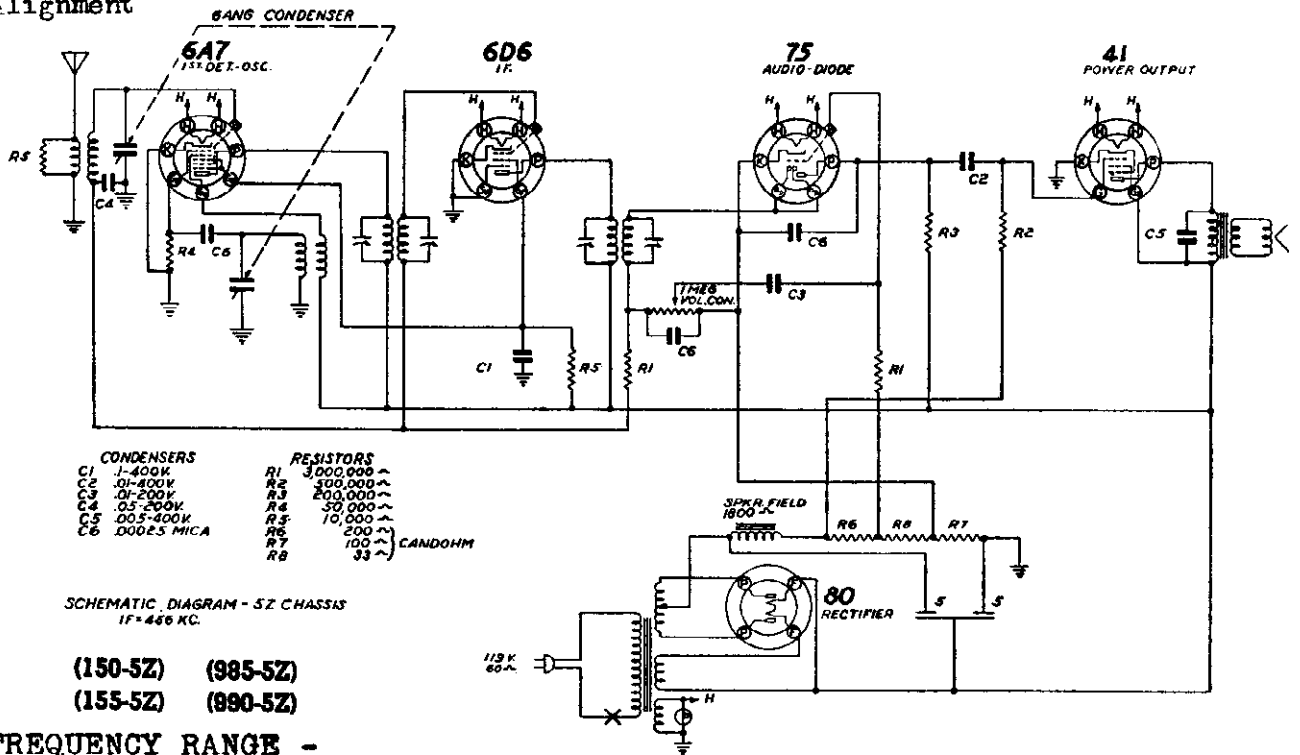 Alignment
GANG CONDENSER
6A7
1ST. DET.-OSC.
6D6
I.F.
75
AUDIO-DIODE
41
POWER OUTPUT
H H
H H
H H
H H
R5
C4
R4
C6
C6
R3
C2
R2
C5
1 MEG
VOL. CON.
C3
C6
C1
R5
R1
R1
CONDENSERS
C1 .1-400V.
C2 .01-400V.
C3 .01-200V.
C4 .05-200V.
C5 .005-400V.
C6 .00025 MICA
RESISTORS
R1 3,000,000 ~
R2 500,000 ~
R3 200,000 ~
R4 50,000 ~
R5 10,000 ~
R6 200 ~
R7 100 ~
R8 33 ~
CANDOHM
SPKR. FIELD
1800 ~
R6
R8
R7
80
RECTIFIER
5
5
113 V.
60 ~
H
SCHEMATIC DIAGRAM - 5Z CHASSIS
IF = 456 KC.
(150-5Z) (985-5Z)
(155-5Z) (990-5Z)
FREQUENCY RANGE -